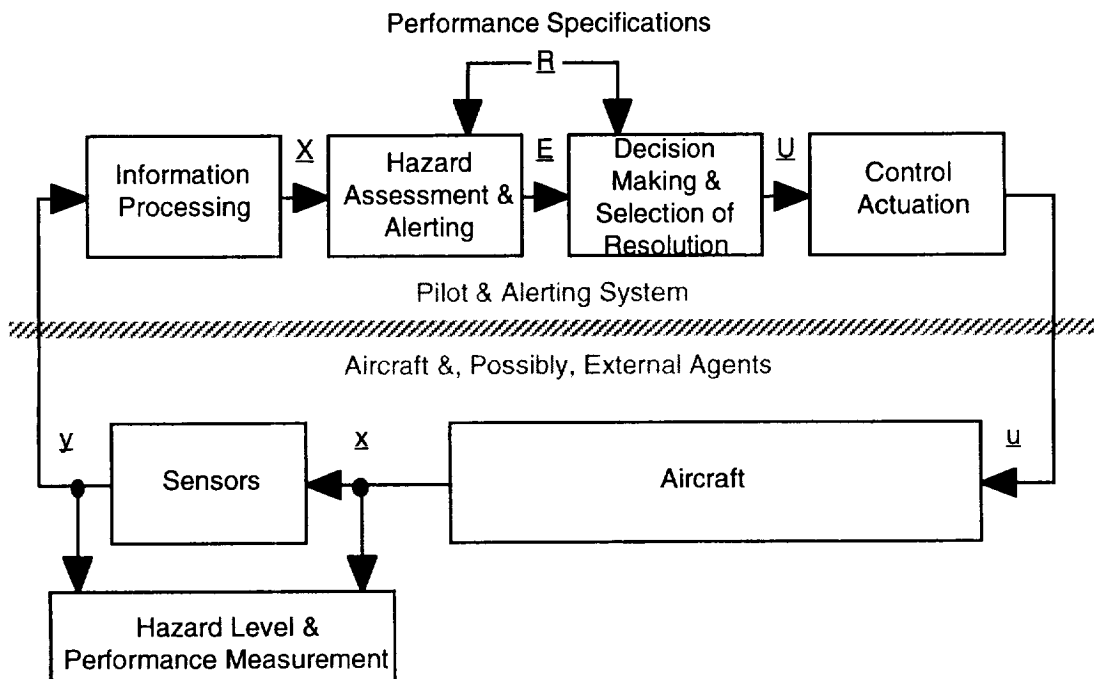 Performance Specifications
R
Information
Processing
X
Hazard
Assessment &
Alerting
E
Decision
Making &
Selection of
Resolution
U
Control
Actuation
Pilot & Alerting System
Aircraft &, Possibly, External Agents
y
Sensors
x
Aircraft
u
Hazard Level &
Performance Measurement